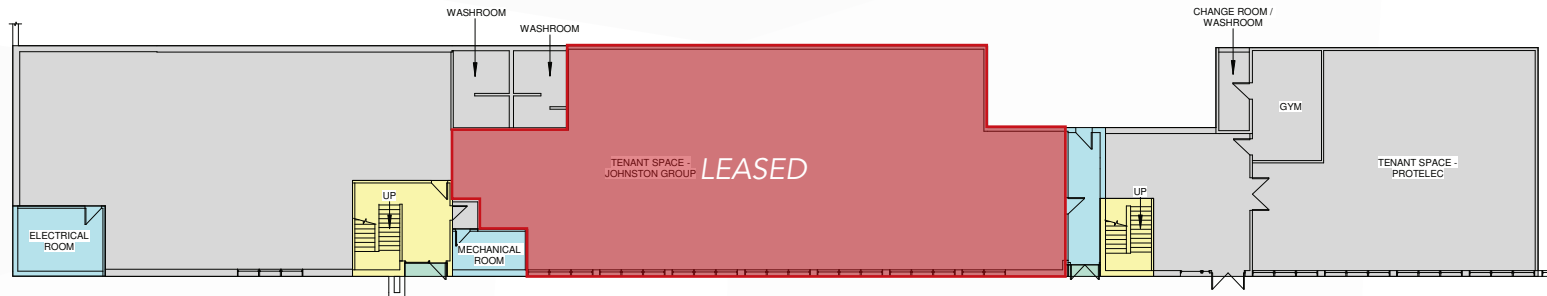 WASHROOM
WASHROOM
CHANGE ROOM /
WASHROOM
GYM
TENANT SPACE -
JOHNSTON GROUP
LEASED
TENANT SPACE -
PROTELEC
UP
UP
ELECTRICAL
ROOM
MECHANICAL
ROOM